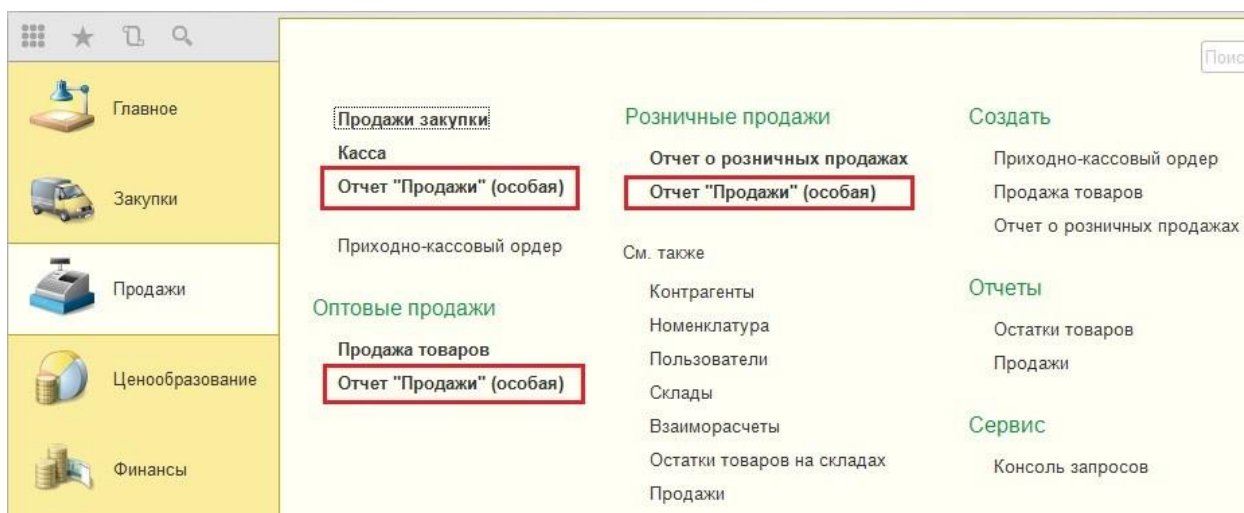 Поис
Главное
Закупки
Продажи
Ценообразование
Финансы
Продажи закупки
Касса
Отчет "Продажи" (особая)
Приходно-кассовый ордер
Оптовые продажи
Продажа товаров
Отчет "Продажи" (особая)
Розничные продажи
Отчет о розничных продажах
Отчет "Продажи" (особая)
См. также
Контрагенты
Номенклатура
Пользователи
Склады
Взаиморасчеты
Остатки товаров на складах
Продажи
Создать
Приходно-кассовый ордер
Продажа товаров
Отчет о розничных продажах
Отчеты
Остатки товаров
Продажи
Сервис
Консоль запросов